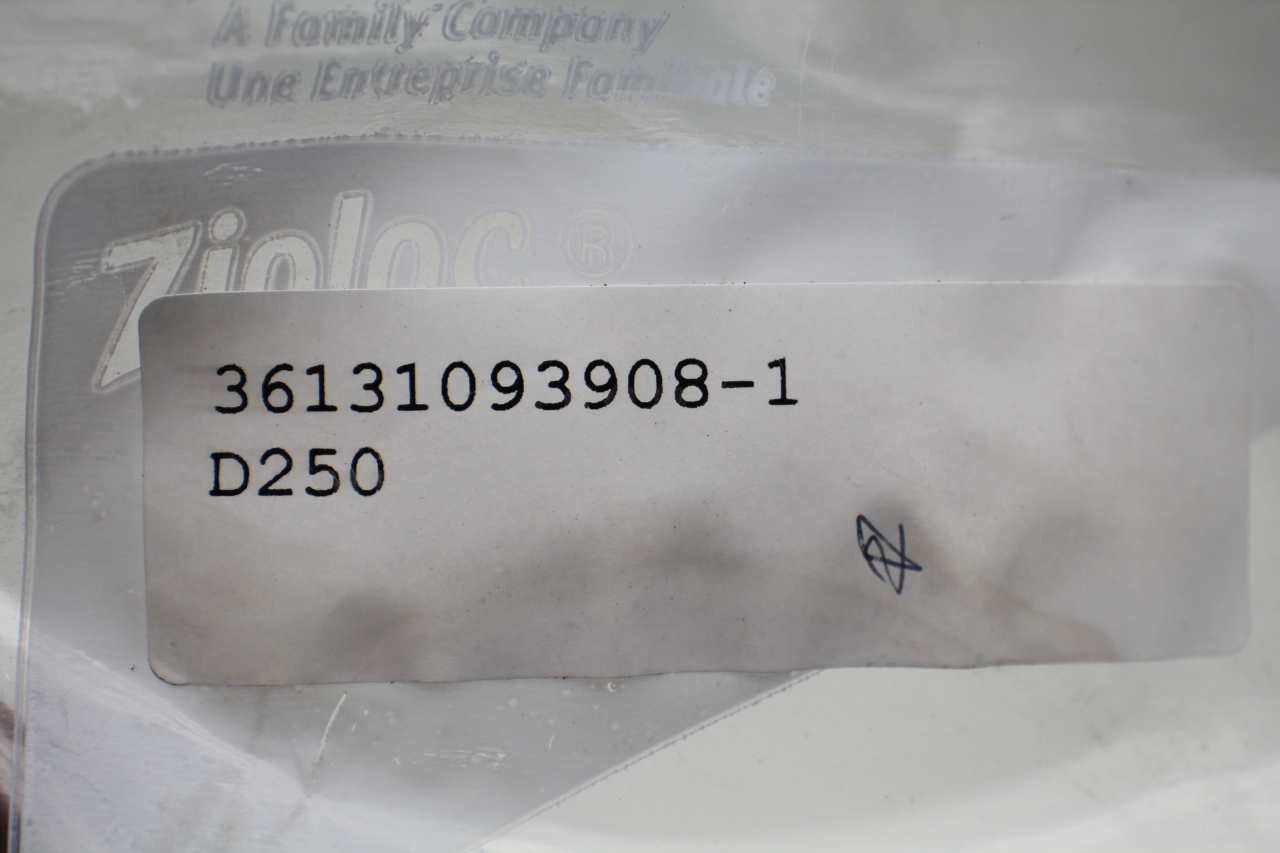 A Family Company
Une Entreprise Familiale
Ziploc ®
36131093908-1
D250